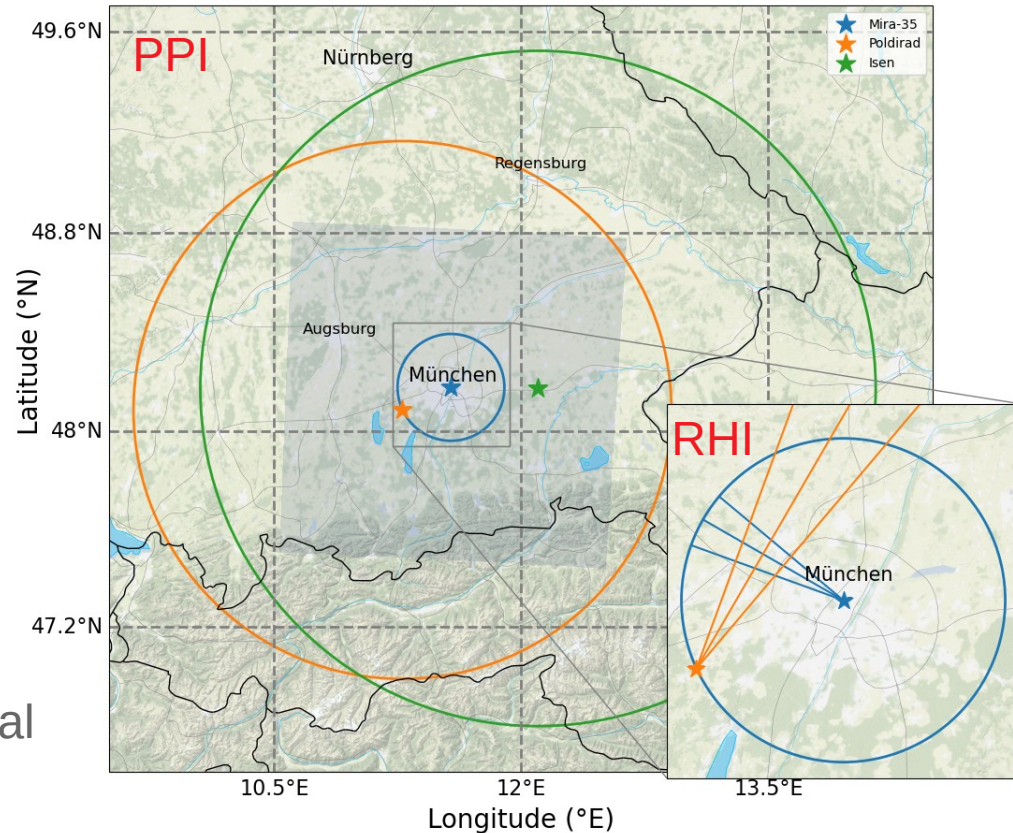 49.6°N
PPI
Nürnberg
Mira-35
Poldirad
Isen
Regensburg
48.8°N
Augsburg
München
48°N
RHI
München
47.2°N
al
10.5°E
12°E
13.5°E
Longitude (°E)
Latitude (°N)